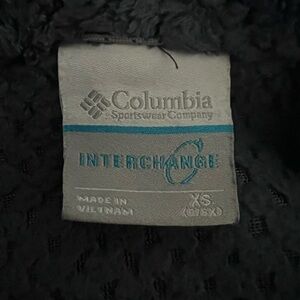 Columbia
Sportswear Company
INTERCHANGE
MADE IN
VIETNAM
XS
(6/6X)